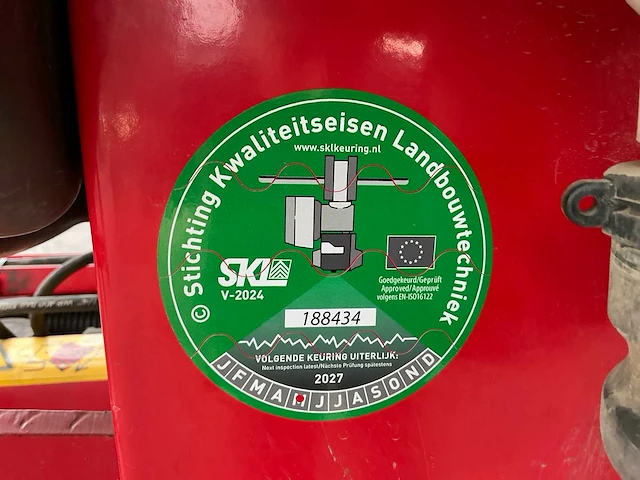 © Stichting Kwaliteitseisen Landbouwtechniek
www.sklkeuring.nl
SKL
V-2024
Goedgekeurd/Geprüft
Approved/Approuvé
volgens EN-ISO16122
188434
VOLGENDE KEURING UITERLIJK:
Next inspection latest/Nächste Prüfung spätestens
2027
J F M A M J J A S O N D